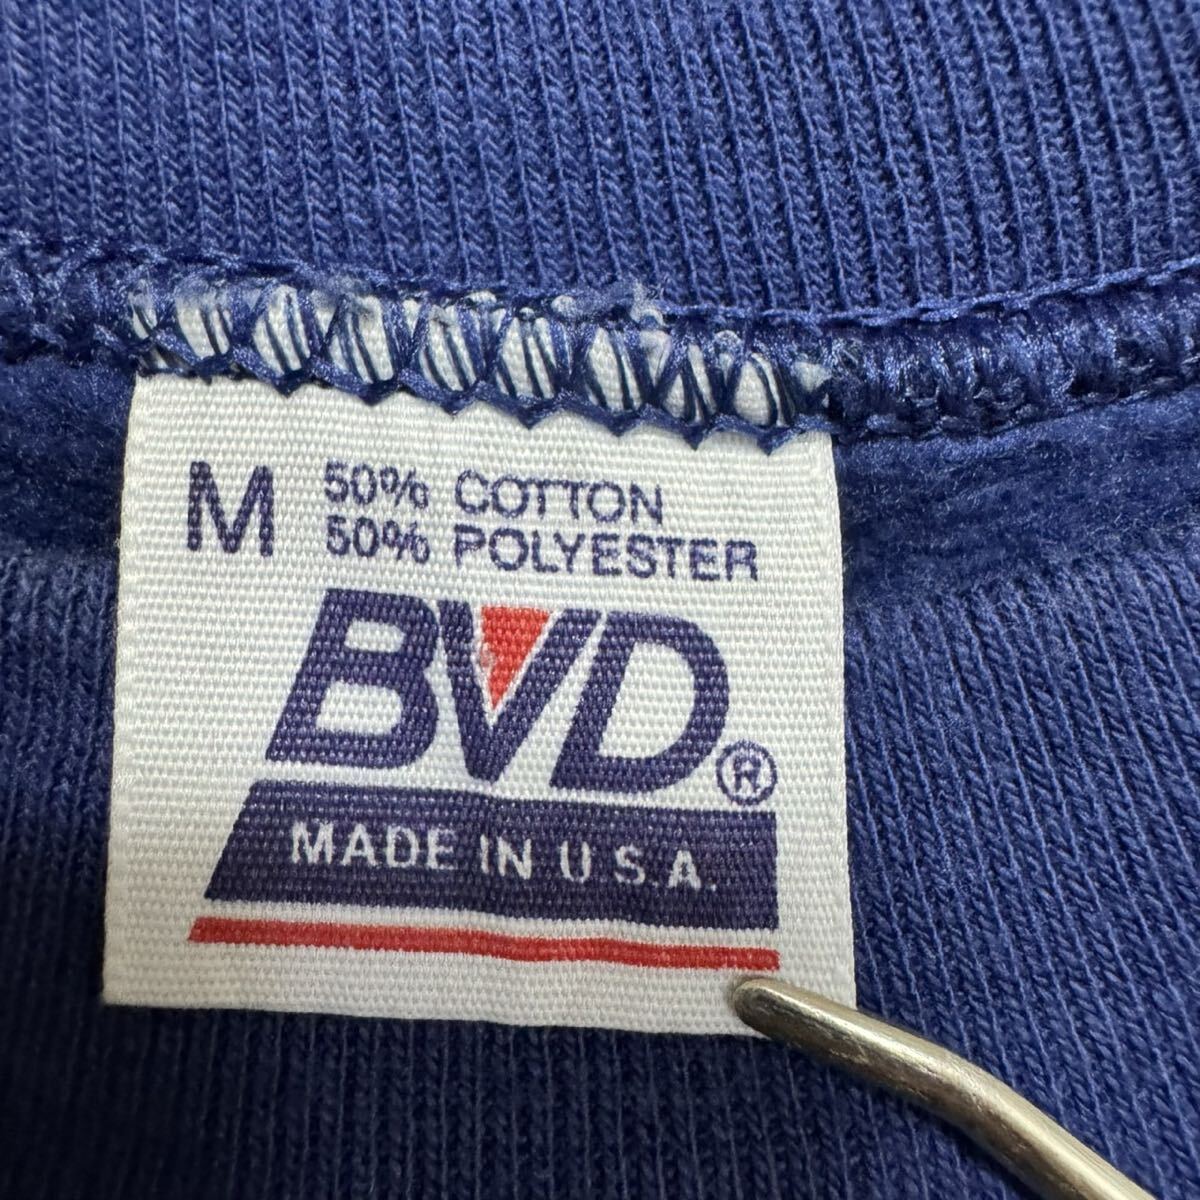 M 50% COTTON
50% POLYESTER
BVD®
MADE IN U.S.A.